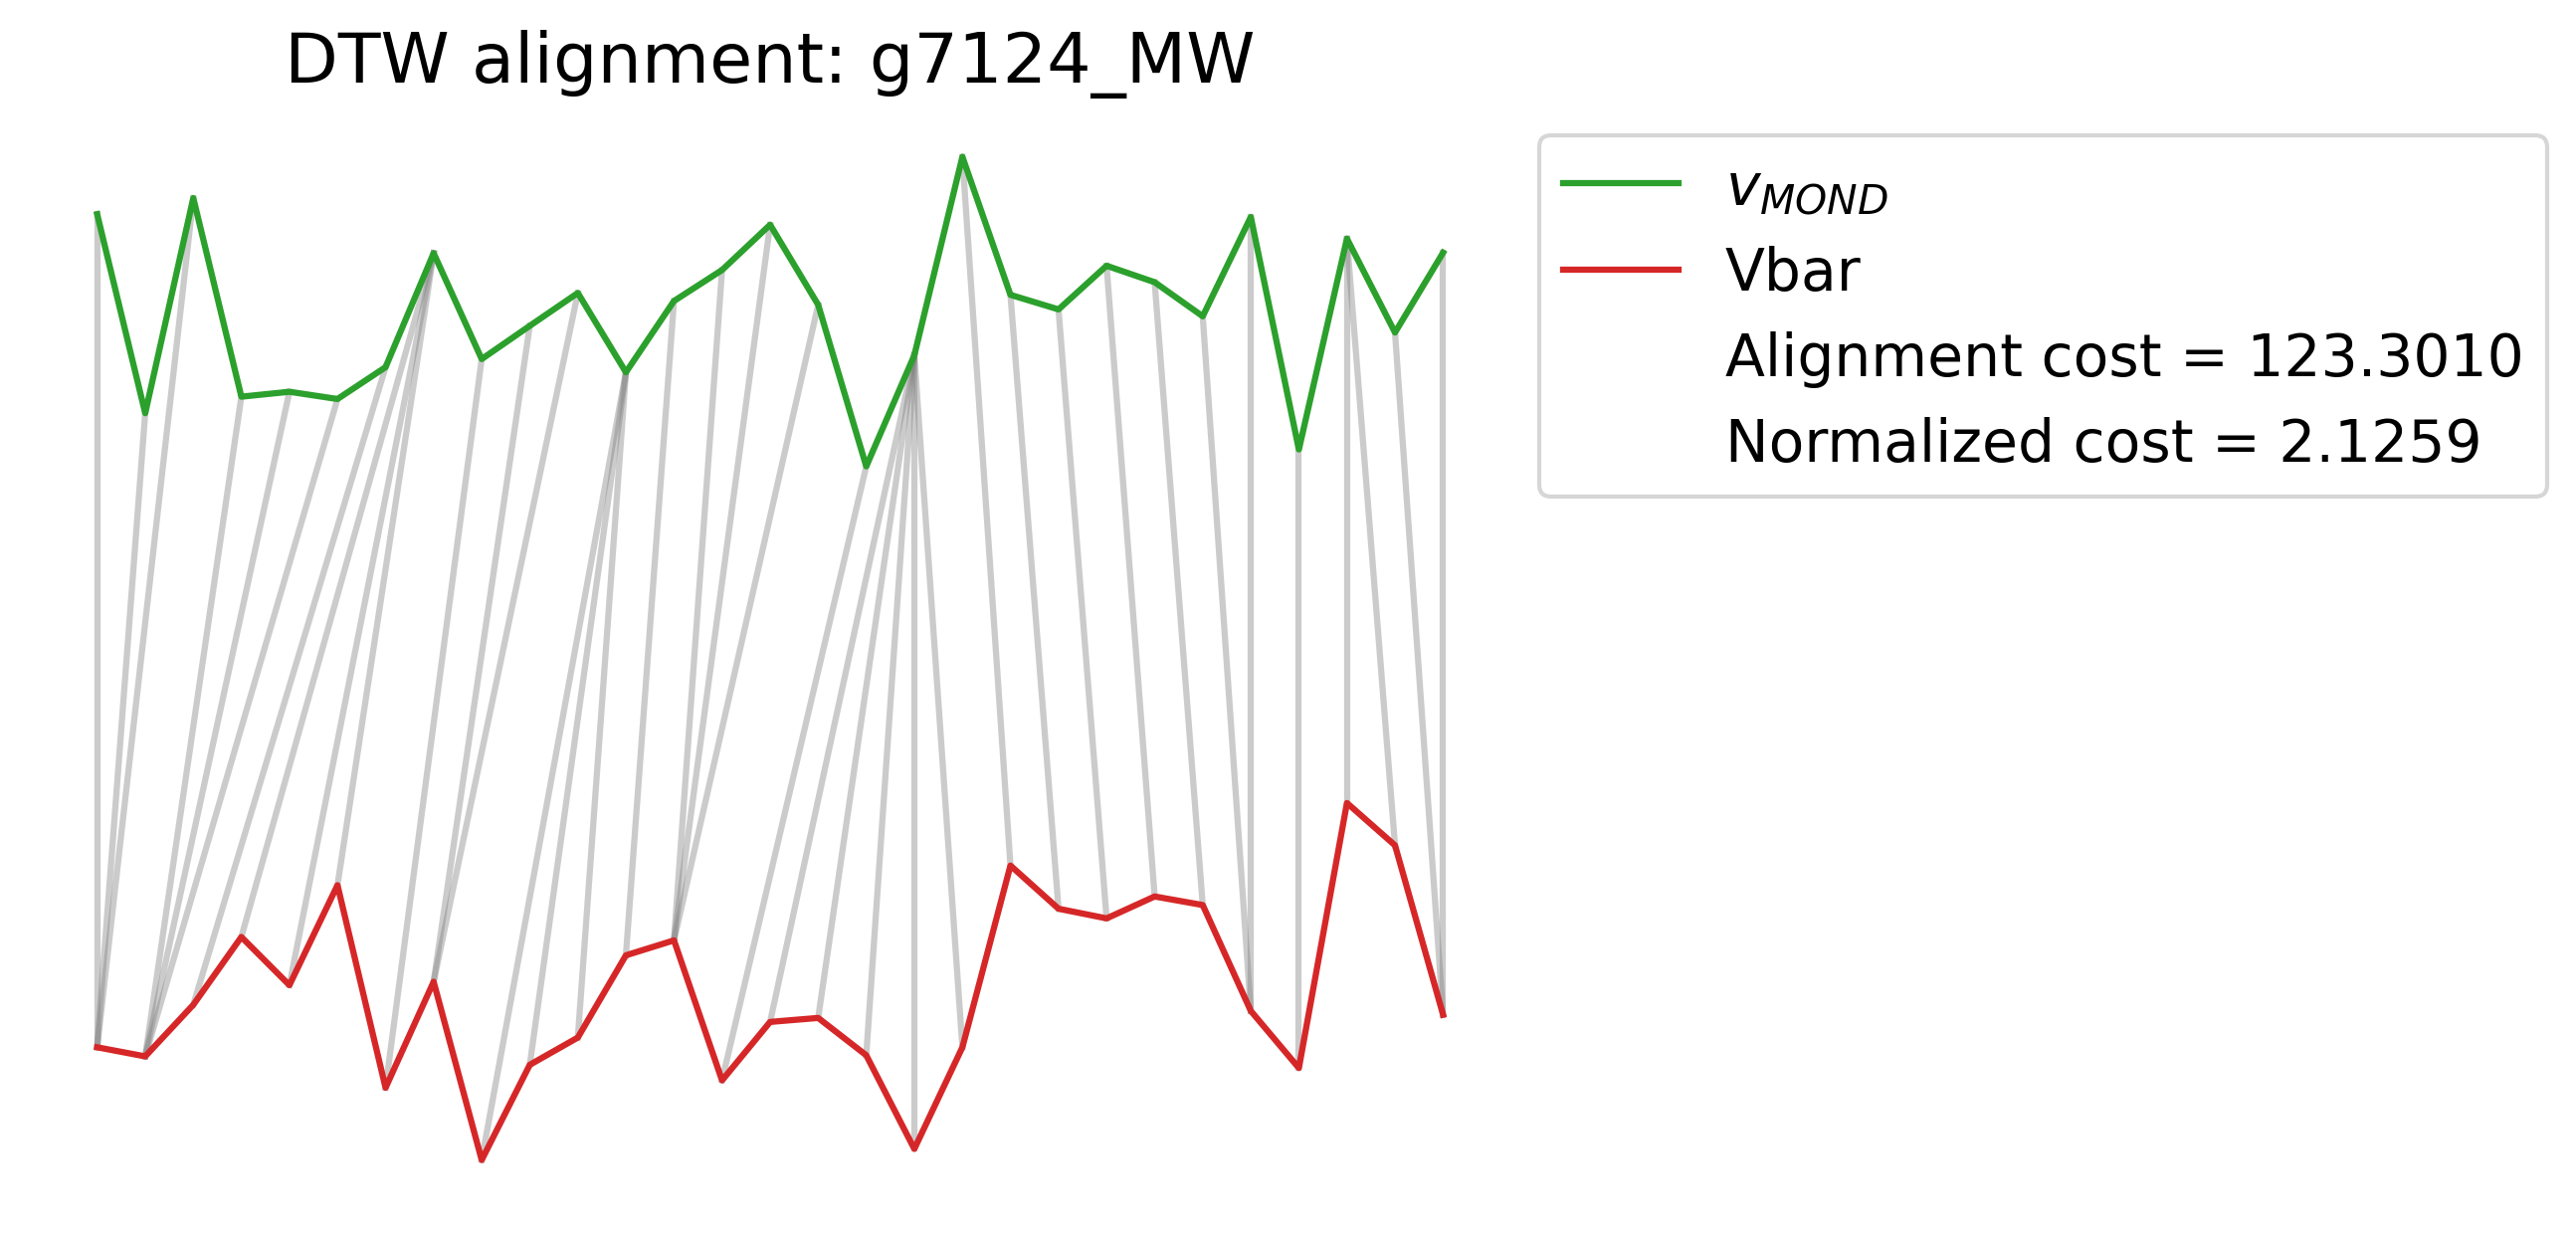 DTW alignment: g7124_MW
v_MOND
Vbar
Alignment cost = 123.3010
Normalized cost = 2.1259